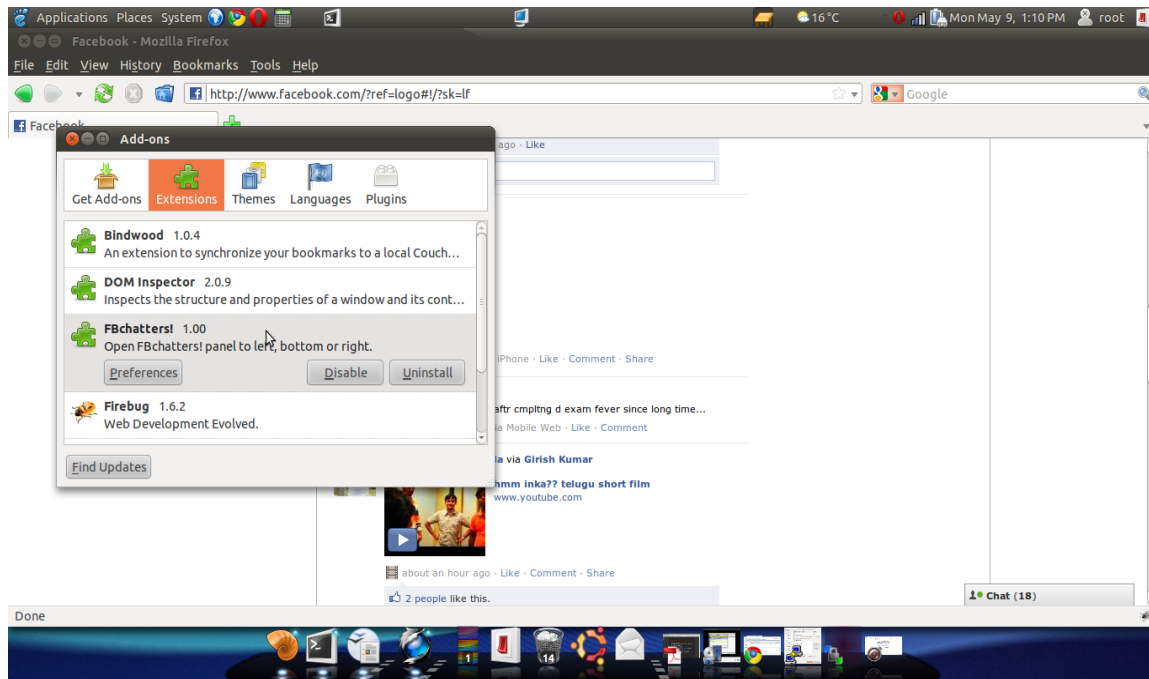 Applications Places System
16 °C
Mon May 9, 1:10 PM
root
Facebook - Mozilla Firefox
File Edit View History Bookmarks Tools Help
http://www.facebook.com/?ref=logo#!/?sk=lf
Google
Facebook
Add-ons
Get Add-ons Extensions Themes Languages Plugins
Bindwood 1.0.4
An extension to synchronize your bookmarks to a local Couch...
DOM Inspector 2.0.9
Inspects the structure and properties of a window and its cont...
FBchatters! 1.00
Open FBchatters! panel to left, bottom or right.
Preferences Disable Uninstall
Firebug 1.6.2
Web Development Evolved.
Find Updates
ago · Like
iPhone · Like · Comment · Share
aftr cmpltng d exam fever since long time...
ia Mobile Web · Like · Comment
la via Girish Kumar
hmm inka?? telugu short film
www.youtube.com
about an hour ago · Like · Comment · Share
2 people like this.
Chat (18)
Done
1
14